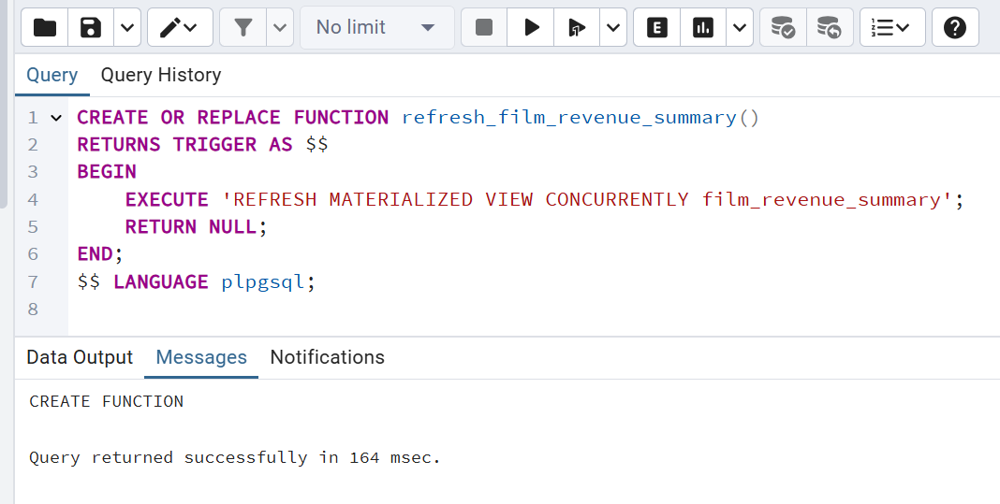 No limit
E
Query Query History
1 CREATE OR REPLACE FUNCTION refresh_film_revenue_summary()
2 RETURNS TRIGGER AS $$
3 BEGIN
4 EXECUTE 'REFRESH MATERIALIZED VIEW CONCURRENTLY film_revenue_summary';
5 RETURN NULL;
6 END;
7 $$ LANGUAGE plpgsql;
8
Data Output Messages Notifications
CREATE FUNCTION
Query returned successfully in 164 msec.